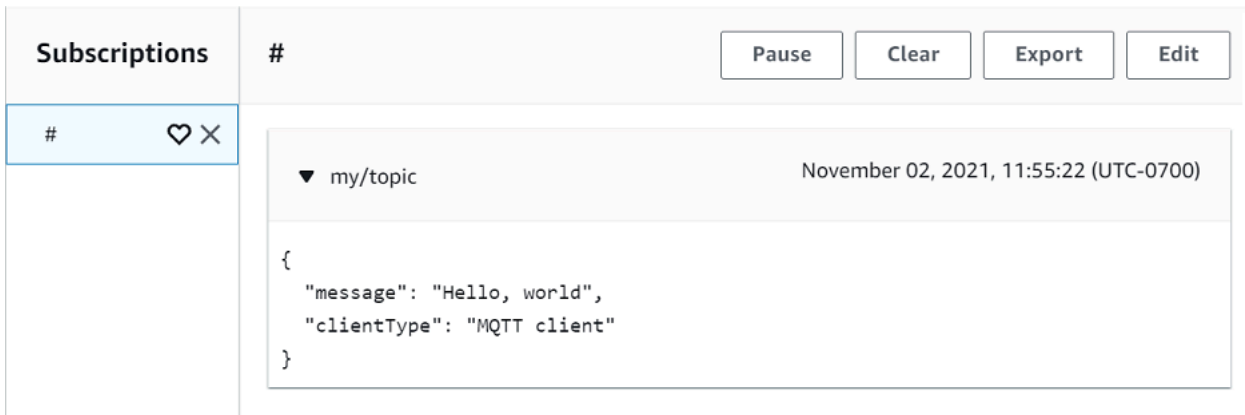 Subscriptions
#
Pause Clear Export Edit
#
my/topic November 02, 2021, 11:55:22 (UTC-0700)
{
"message": "Hello, world",
"clientType": "MQTT client"
}